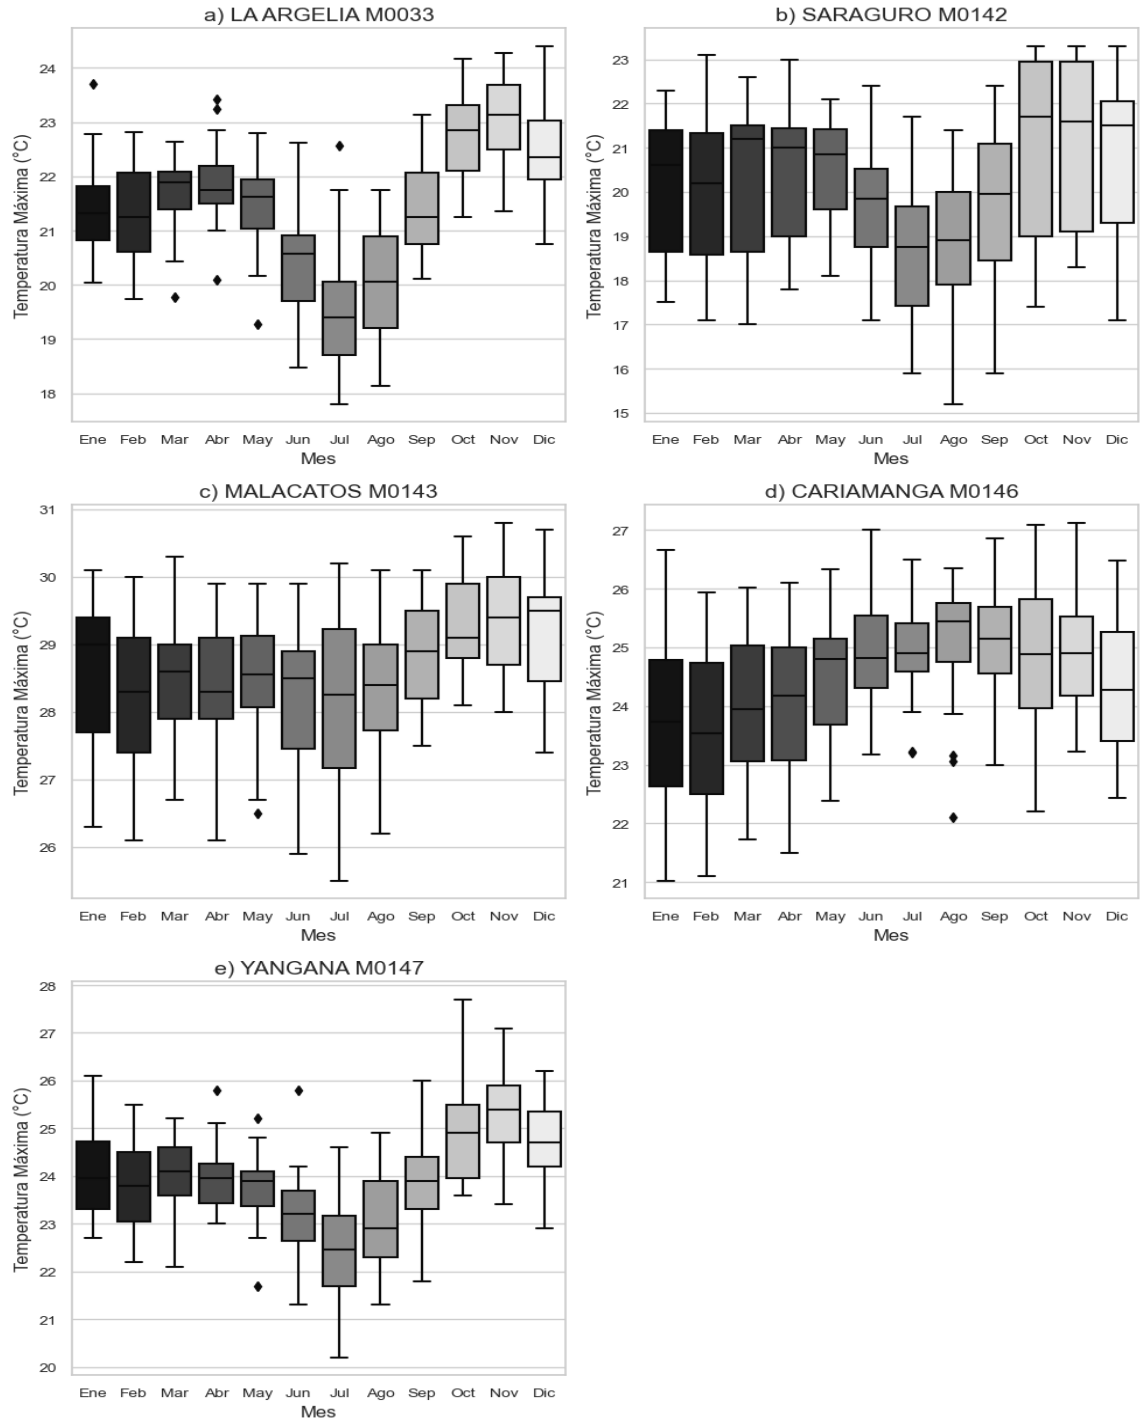 a) LA ARGELIA M0033
Temperatura Máxima (°C)
24
23
22
21
20
19
18
Ene Feb Mar Abr May Jun Jul Ago Sep Oct Nov Dic
Mes
b) SARAGURO M0142
Temperatura Máxima (°C)
23
22
21
20
19
18
17
16
15
Ene Feb Mar Abr May Jun Jul Ago Sep Oct Nov Dic
Mes
c) MALACATOS M0143
Temperatura Máxima (°C)
31
30
29
28
27
26
Ene Feb Mar Abr May Jun Jul Ago Sep Oct Nov Dic
Mes
d) CARIAMANGA M0146
Temperatura Máxima (°C)
27
26
25
24
23
22
21
Ene Feb Mar Abr May Jun Jul Ago Sep Oct Nov Dic
Mes
e) YANGANA M0147
Temperatura Máxima (°C)
28
27
26
25
24
23
22
21
20
Ene Feb Mar Abr May Jun Jul Ago Sep Oct Nov Dic
Mes